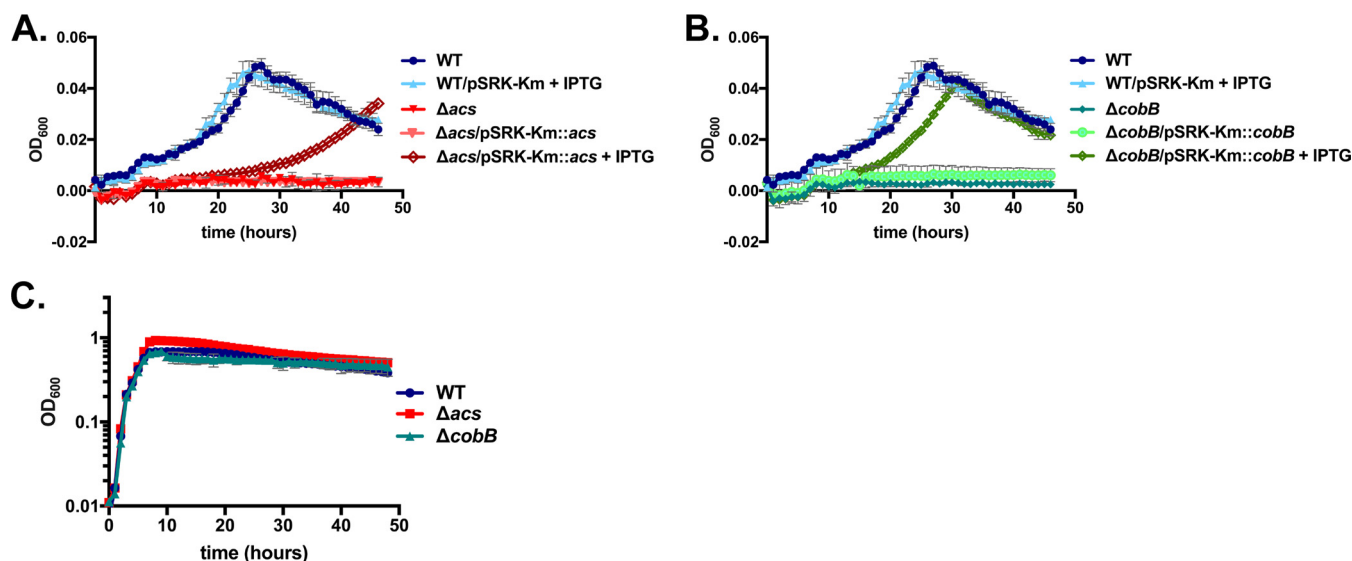 A.
0.06
0.04
0.02
0.00
-0.02
OD600
10
20
30
40
50
time (hours)
WT
WT/pSRK-Km + IPTG
Δacs
Δacs/pSRK-Km::acs
Δacs/pSRK-Km::acs + IPTG
B.
0.06
0.04
0.02
0.00
-0.02
OD600
10
20
30
40
50
time (hours)
WT
WT/pSRK-Km + IPTG
ΔcobB
ΔcobB/pSRK-Km::cobB
ΔcobB/pSRK-Km::cobB + IPTG
C.
1
0.1
0.01
OD600
0
10
20
30
40
50
time (hours)
WT
Δacs
ΔcobB